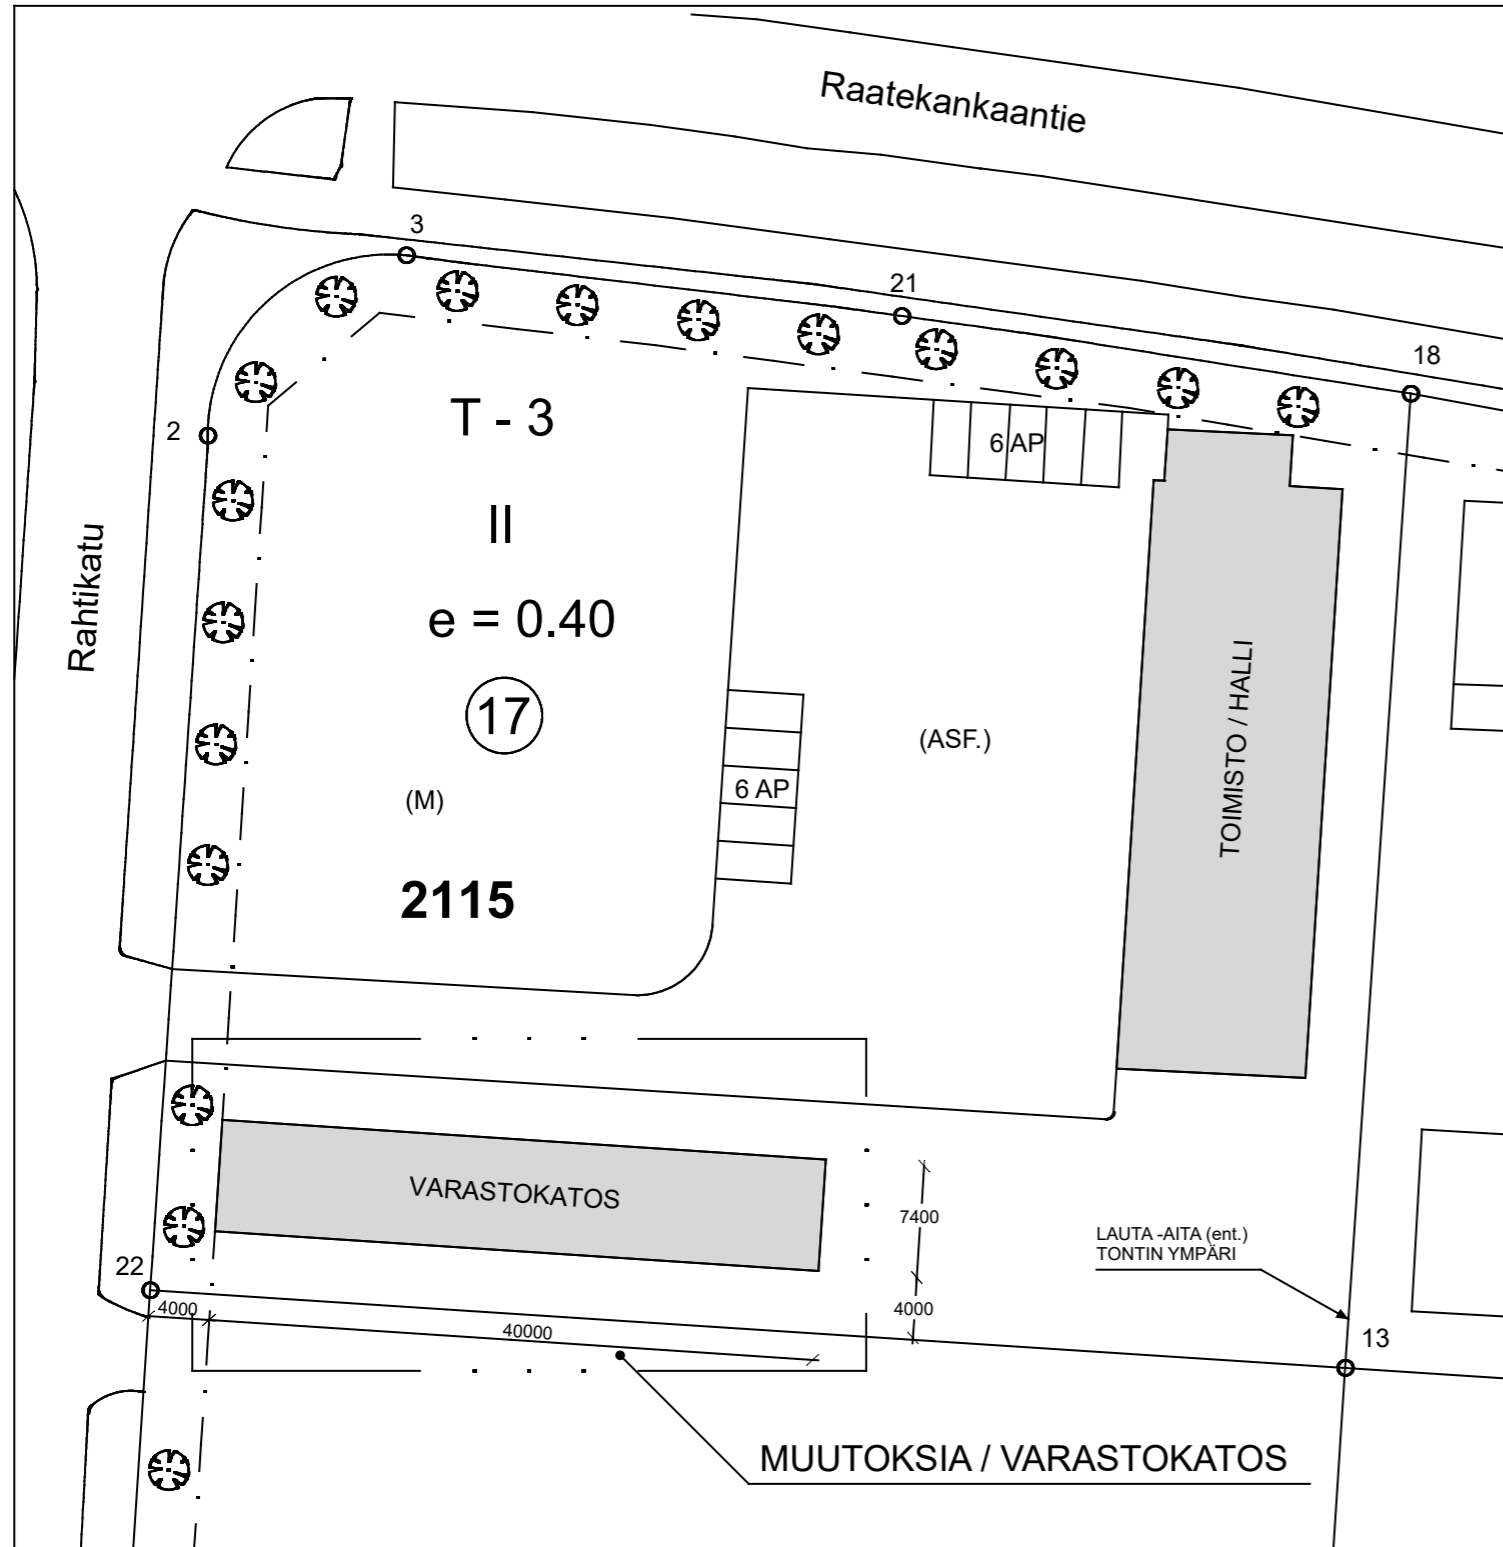 Raatekankaantie
3
21
18
2
T - 3
6 AP
II
Rahtikatu
e = 0.40
17
TOIMISTO / HALLI
(ASF.)
6 AP
(M)
2115
VARASTOKATOS
7400
LAUTA -AITA (ent.)
TONTIN YMPÄRI
22
4000
4000
40000
13
MUUTOKSIA / VARASTOKATOS